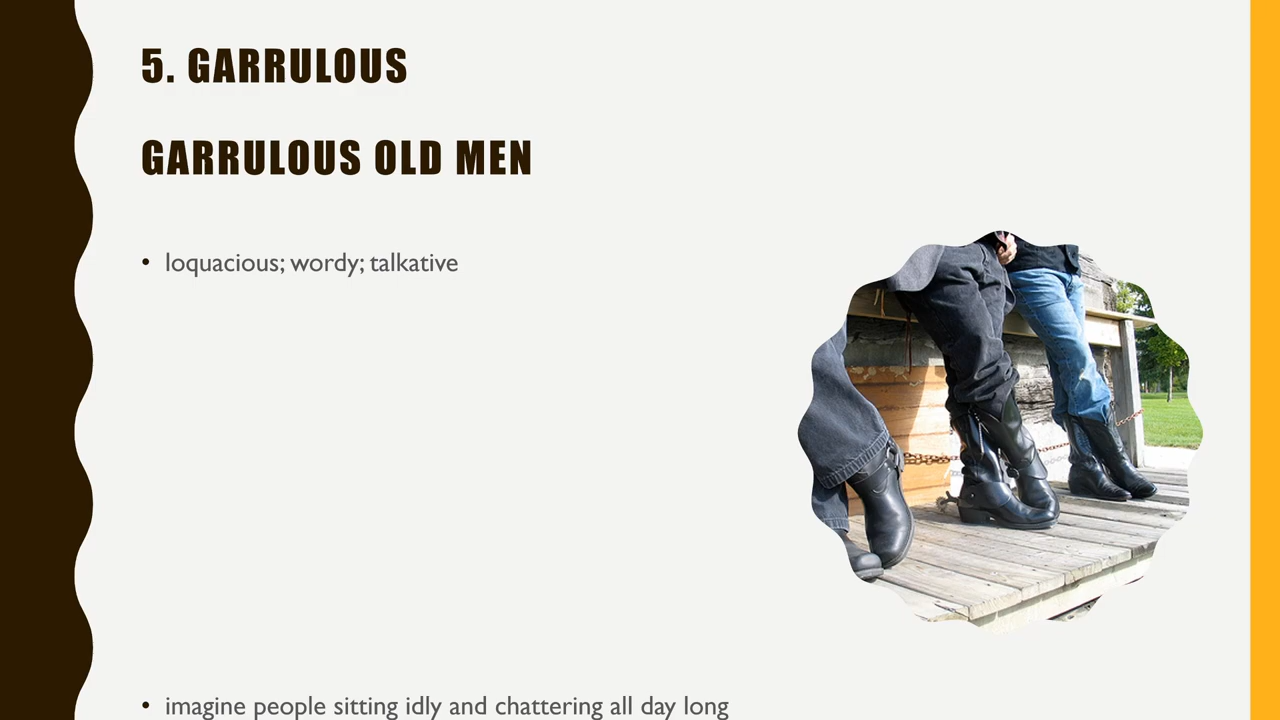 5. GARRULOUS
GARRULOUS OLD MEN
• loquacious; wordy; talkative
• imagine people sitting idly and chattering all day long